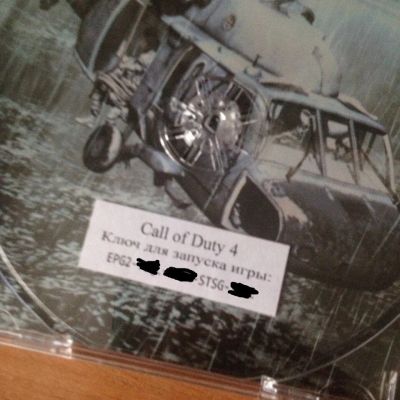 Call of Duty 4
Ключ для запуска игры:
EPG2- STSG-